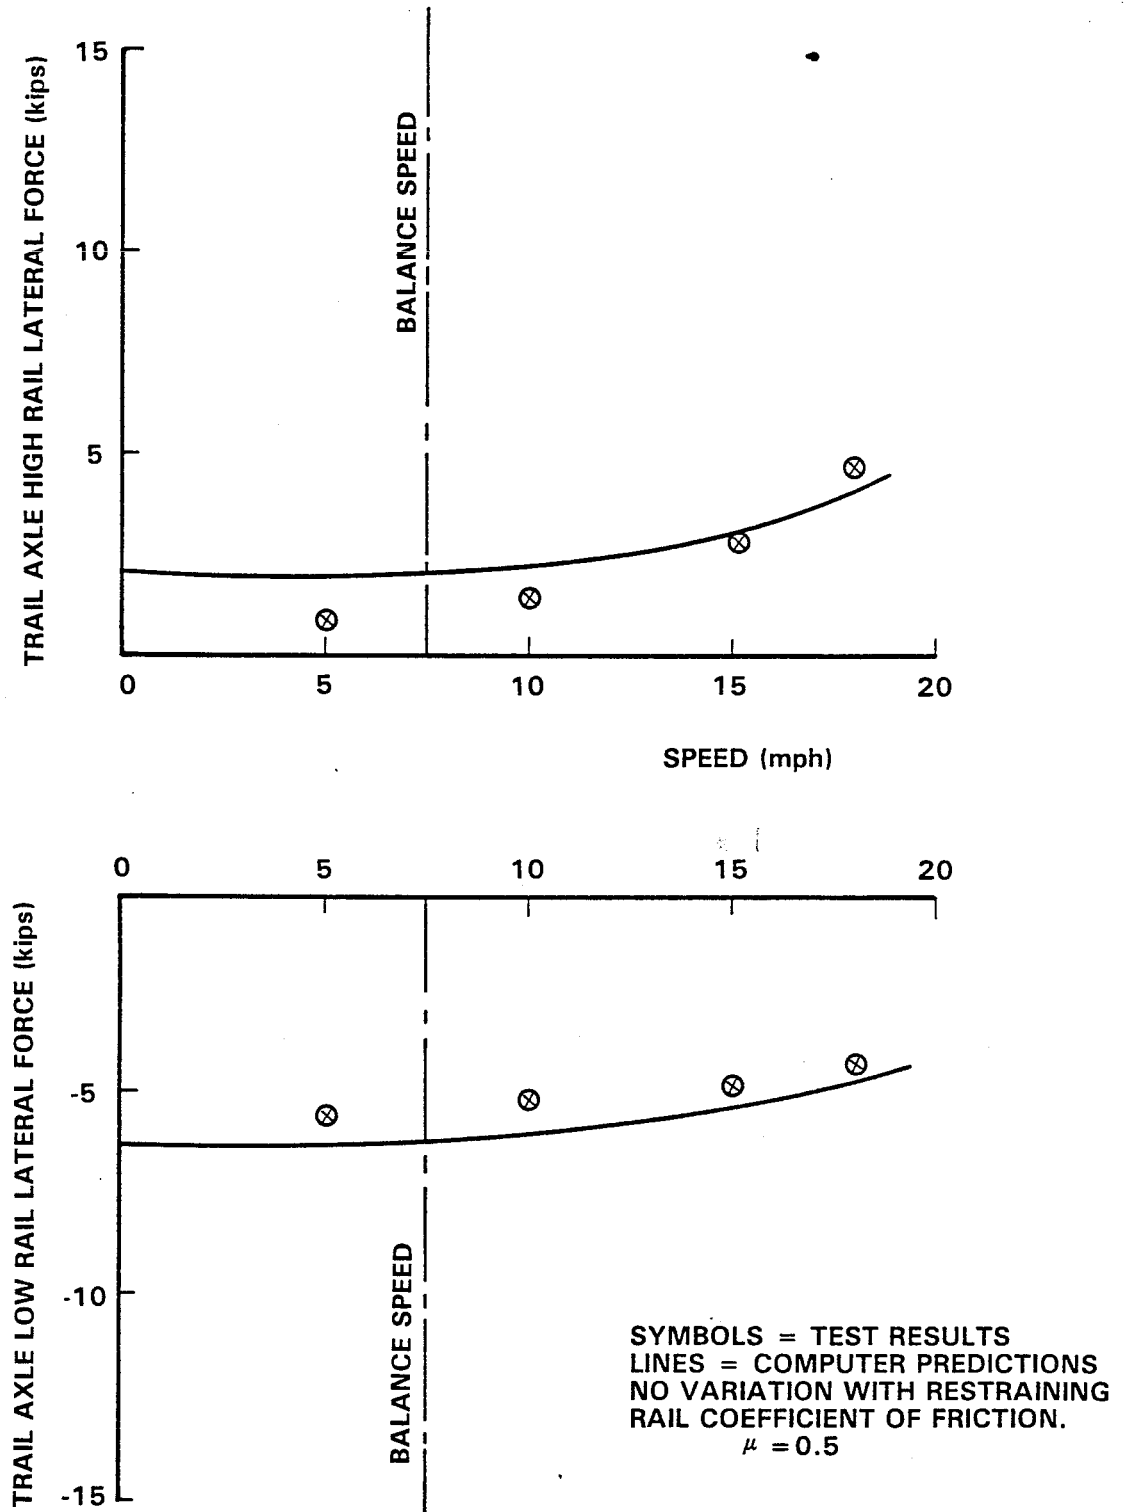 TRAIL AXLE HIGH RAIL LATERAL FORCE (kips)
15
10
5
BALANCE SPEED
0 5 10 15 20
SPEED (mph)
0 5 10 15 20
TRAIL AXLE LOW RAIL LATERAL FORCE (kips)
-5
-10
-15
BALANCE SPEED
SYMBOLS = TEST RESULTS
LINES = COMPUTER PREDICTIONS
NO VARIATION WITH RESTRAINING
RAIL COEFFICIENT OF FRICTION.
μ = 0.5